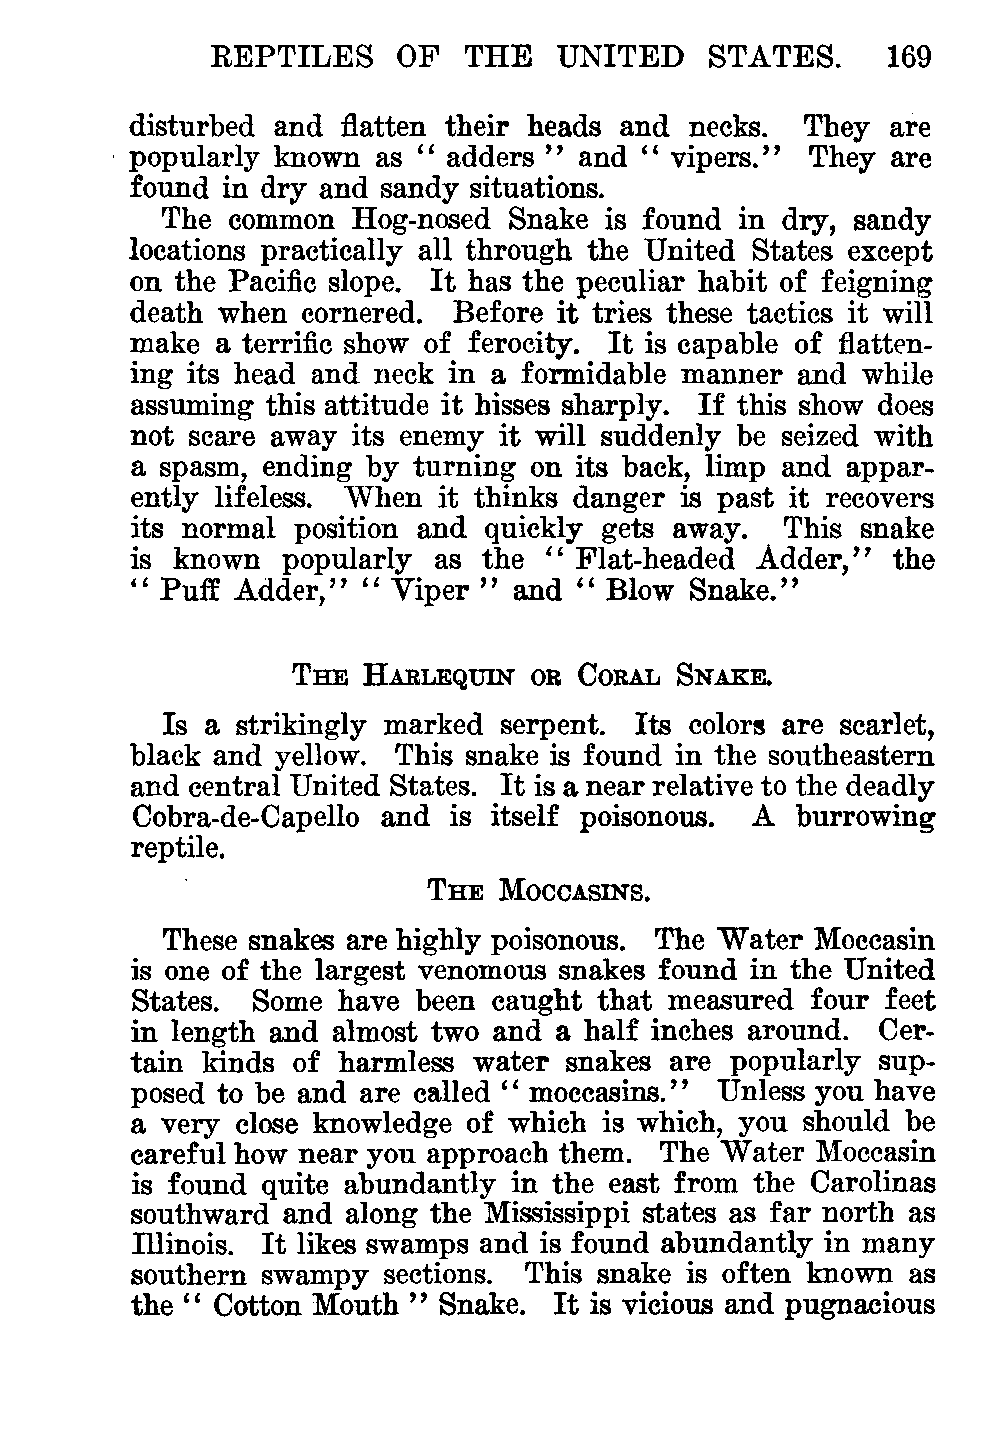 REPTILES OF THE UNITED STATES. 169
disturbed and flatten their heads and necks. They are
popularly known as " adders " and " vipers." They are
found in dry and sandy situations.
The common Hog-nosed Snake is found in dry, sandy
locations practically all through the United States except
on the Pacific slope. It has the peculiar habit of feigning
death when cornered. Before it tries these tactics it will
make a terrific show of ferocity. It is capable of flatten-
ing its head and neck in a formidable manner and while
assuming this attitude it hisses sharply. If this show does
not scare away its enemy it will suddenly be seized with
a spasm, ending by turning on its back, limp and appar-
ently lifeless. When it thinks danger is past it recovers
its normal position and quickly gets away. This snake
is known popularly as the " Flat-headed Adder," the
" Puff Adder," " Viper " and " Blow Snake."
THE HARLEQUIN OR CORAL SNAKE.
Is a strikingly marked serpent. Its colors are scarlet,
black and yellow. This snake is found in the southeastern
and central United States. It is a near relative to the deadly
Cobra-de-Capello and is itself poisonous. A burrowing
reptile.
THE MOCCASINS.
These snakes are highly poisonous. The Water Moccasin
is one of the largest venomous snakes found in the United
States. Some have been caught that measured four feet
in length and almost two and a half inches around. Cer-
tain kinds of harmless water snakes are popularly sup-
posed to be and are called " moccasins." Unless you have
a very close knowledge of which is which, you should be
careful how near you approach them. The Water Moccasin
is found quite abundantly in the east from the Carolinas
southward and along the Mississippi states as far north as
Illinois. It likes swamps and is found abundantly in many
southern swampy sections. This snake is often known as
the " Cotton Mouth " Snake. It is vicious and pugnacious